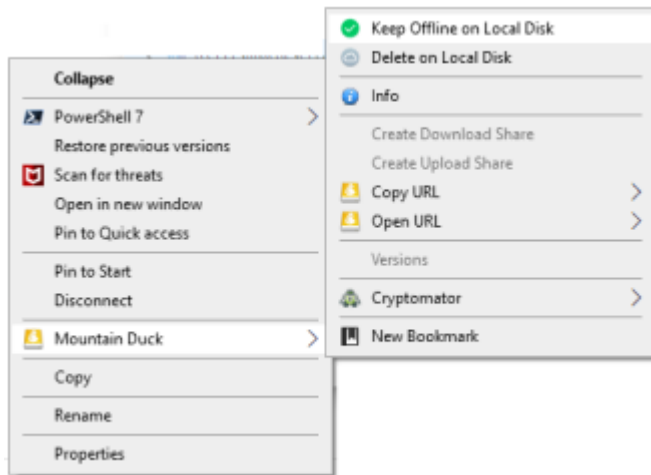 Collapse
PowerShell 7
Restore previous versions
Scan for threats
Open in new window
Pin to Quick access
Pin to Start
Disconnect
Mountain Duck
Copy
Rename
Properties
Keep Offline on Local Disk
Delete on Local Disk
Info
Create Download Share
Create Upload Share
Copy URL
Open URL
Versions
Cryptomator
New Bookmark